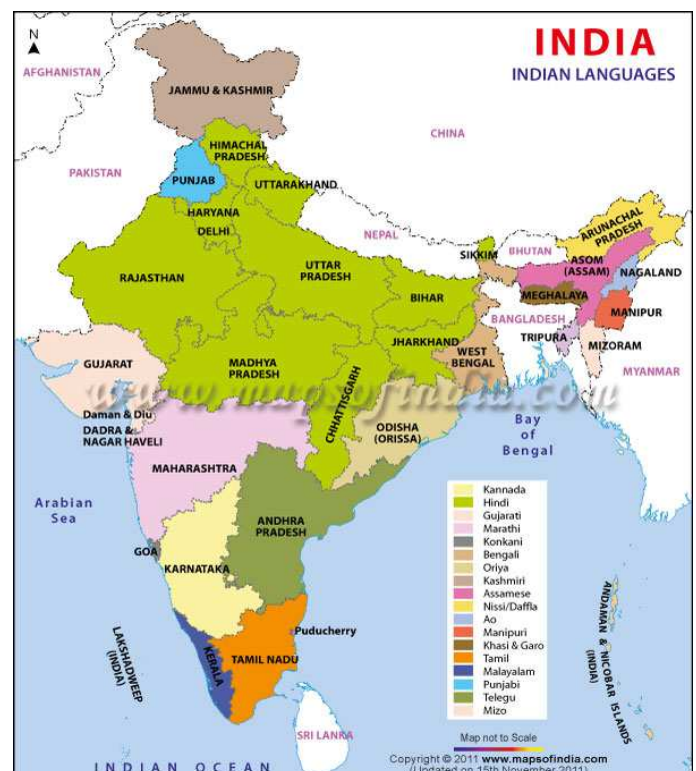 N
INDIA
INDIAN LANGUAGES
AFGHANISTAN
JAMMU & KASHMIR
CHINA
HIMACHAL
PRADESH
PAKISTAN
PUNJAB
UTTARAKHAND
HARYANA
DELHI
NEPAL
SIKKIM
BHUTAN
ARUNACHAL
PRADESH
ASOM
(ASSAM)
NAGALAND
RAJASTHAN
UTTAR
PRADESH
BIHAR
MEGHALAYA
MANIPUR
BANGLADESH
TRIPURA
MIZORAM
MYANMAR
GUJARAT
MADHYA
PRADESH
JHARKHAND
WEST
BENGAL
CHHATTISGARH
www.mapsofindia.com
Daman & Diu
DADRA &
NAGAR HAVELI
ODISHA
(ORISSA)
Bay
of
Bengal
MAHARASHTRA
Arabian
Sea
ANDHRA
PRADESH
GOA
KARNATAKA
Puducherry
LAKSHADWEEP
(INDIA)
KERALA
TAMIL NADU
ANDAMAN & NICOBAR ISLANDS
(INDIA)
SRI LANKA
INDIAN OCEAN
Kannada
Hindi
Gujarati
Marathi
Konkani
Bengali
Oriya
Kashmiri
Assamese
Nissi/Daffla
Ao
Manipuri
Khasi & Garo
Tamil
Malayalam
Punjabi
Telegu
Mizo
Map not to Scale
Copyright © 2011 www.mapsofindia.com
(Updated on 15th November 2011)